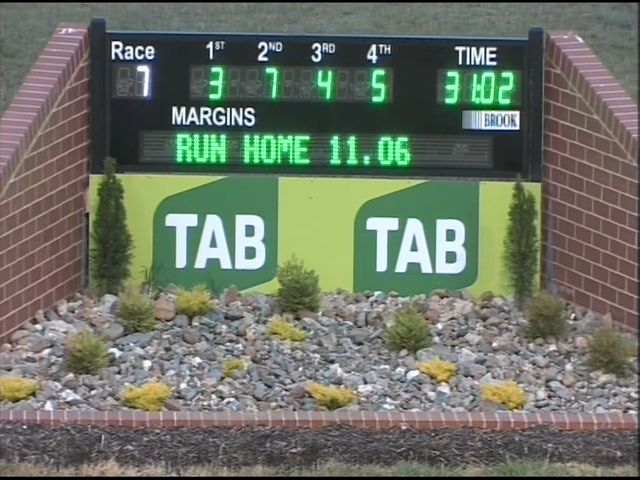 Race 1ST 2ND 3RD 4TH TIME
7 3 7 4 5 31:02
MARGINS BROOK
RUN HOME 11.06
TAB TAB